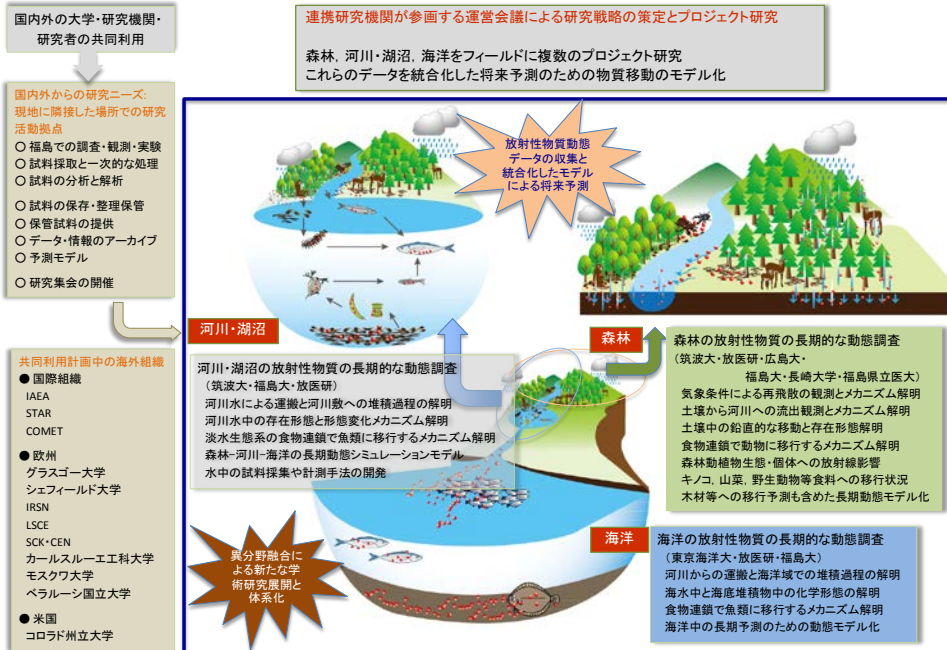 国内外の大学・研究機関・
研究者の共同利用
連携研究機関が参画する運営会議による研究戦略の策定とプロジェクト研究
森林, 河川・湖沼, 海洋をフィールドに複数のプロジェクト研究
これらのデータを統合化した将来予測のための物質移動のモデル化
国内外からの研究ニーズ:
現地に隣接した場所での研究
活動拠点
○ 福島での調査・観測・実験
○ 試料採取と一次的な処理
○ 試料の分析と解析
○ 試料の保存・整理保管
○ 保管試料の提供
○ データ・情報のアーカイブ
○ 予測モデル
○ 研究集会の開催
放射性物質動態
データの収集と
統合化したモデル
による将来予測
河川・湖沼
河川・湖沼の放射性物質の長期的な動態調査
(筑波大・福島大・放医研)
河川水による運搬と河川敷への堆積過程の解明
河川水中の存在形態と形態変化メカニズム解明
淡水生態系の食物連鎖で魚類に移行するメカニズム解明
森林-河川-海洋の長期動態シミュレーションモデル
水中の試料採集や計測手法の開発
森林
森林の放射性物質の長期的な動態調査
(筑波大・放医研・広島大・
福島大・長崎大学・福島県立医大)
気象条件による再飛散の観測とメカニズム解明
土壌から河川への流出観測とメカニズム解明
土壌中の鉛直的な移動と存在形態解明
食物連鎖で動物に移行するメカニズム解明
森林動植物生態・個体への放射線影響
キノコ, 山菜, 野生動物等食料への移行状況
木材等への移行予測も含めた長期動態モデル化
共同利用計画中の海外組織
● 国際組織
IAEA
STAR
COMET
● 欧州
グラスゴー大学
シェフィールド大学
IRSN
LSCE
SCK・CEN
カールスルーエ工科大学
モスクワ大学
ベラルーシ国立大学
● 米国
コロラド州立大学
異分野融合に
よる新たな学
術研究展開と
体系化
海洋
海洋の放射性物質の長期的な動態調査
(東京海洋大・放医研・福島大)
河川からの運搬と海洋域での堆積過程の解明
海水中と海底堆積物中の化学形態の解明
食物連鎖で魚類に移行するメカニズム解明
海洋中の長期予測のための動態モデル化